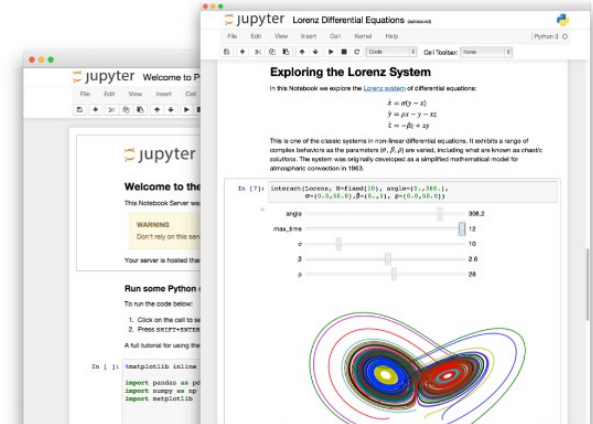 jupyter Welcome to P
File Edit View Insert Cell
jupyter
Welcome to the
This Notebook Server was
WARNING
Don't rely on this serv
Your server is hosted than
Run some Python
To run the code below:
1. Click on the cell to se
2. Press SHIFT+ENTER
A full tutorial for using the
In [ ]: %matplotlib inline
import pandas as pd
import numpy as np
import matplotlib
jupyter Lorenz Differential Equations (autosaved)
File Edit View Insert Cell Kernel Help Python 3
Code Cell Toolbar: None
Exploring the Lorenz System
In this Notebook we explore the Lorenz system of differential equations:
ẋ = σ(y − x)
ẏ = ρx − y − xz
ż = −βz + xy
This is one of the classic systems in non-linear differential equations. It exhibits a range of
complex behaviors as the parameters (σ, β, ρ) are varied, including what are known as chaotic
solutions. The system was originally developed as a simplified mathematical model for
atmospheric convection in 1963.
In [7]: interact(Lorenz, N=fixed(10), angle=(0.,360.),
σ=(0.0,50.0),β=(0.,5), ρ=(0.0,50.0))
angle 308.2
max_time 12
σ 10
β 2.6
ρ 28